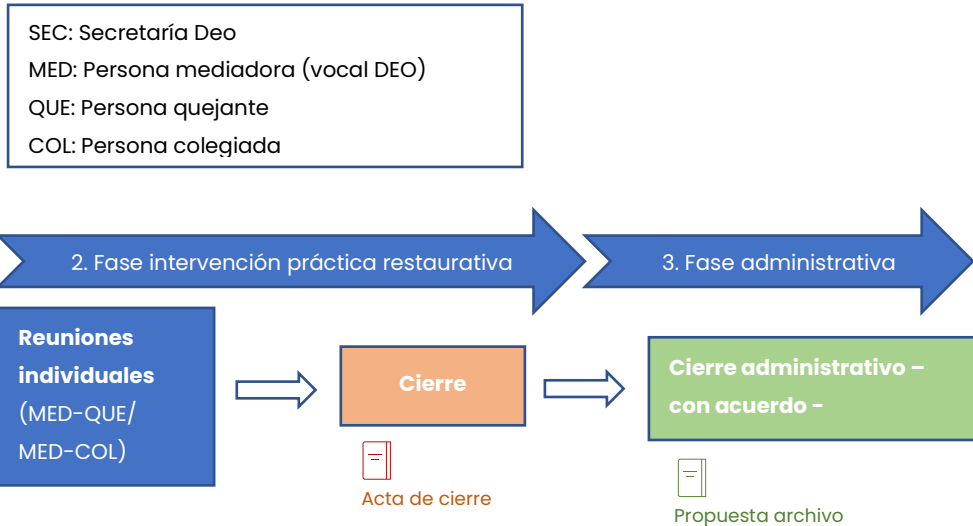 SEC: Secretaría Deo
MED: Persona mediadora (vocal DEO)
QUE: Persona quejante
COL: Persona colegiada
2. Fase intervención práctica restaurativa
3. Fase administrativa
Reuniones
individuales
(MED-QUE/
MED-COL)
Cierre
Cierre administrativo –
con acuerdo -
Acta de cierre
Propuesta archivo